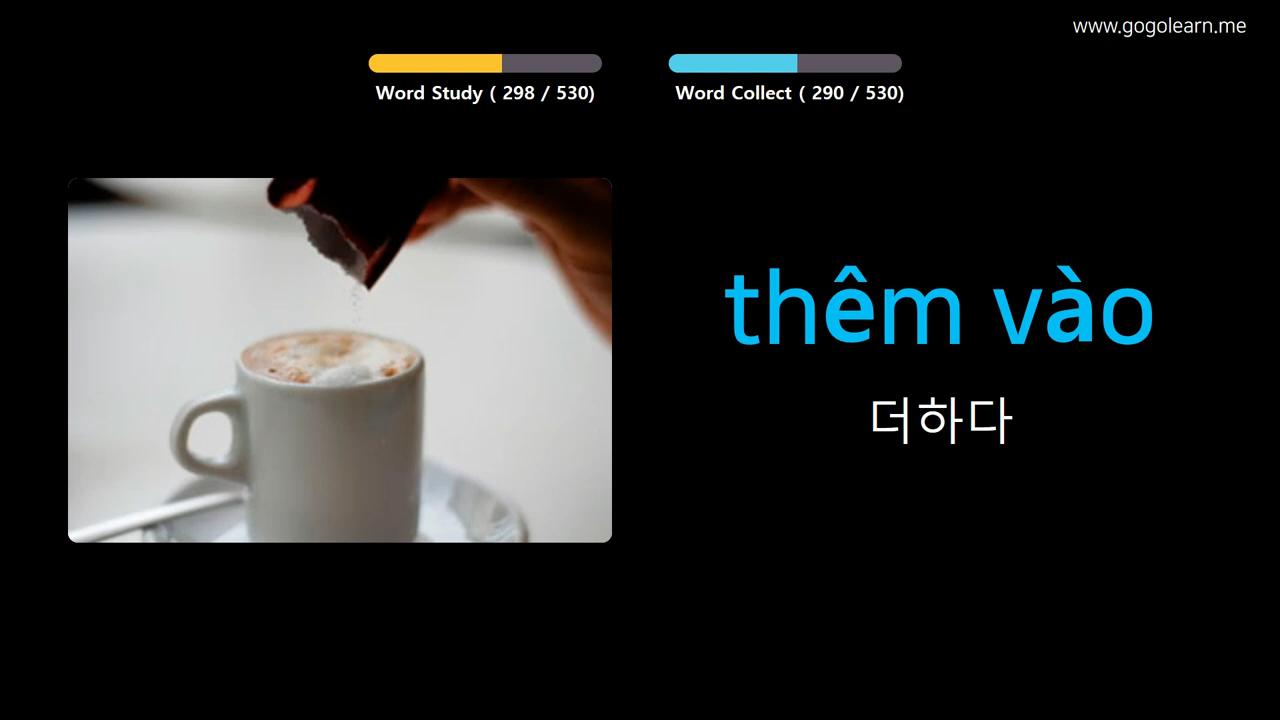 www.gogolearn.me
Word Study ( 298 / 530)
Word Collect ( 290 / 530)
thêm vào
더하다